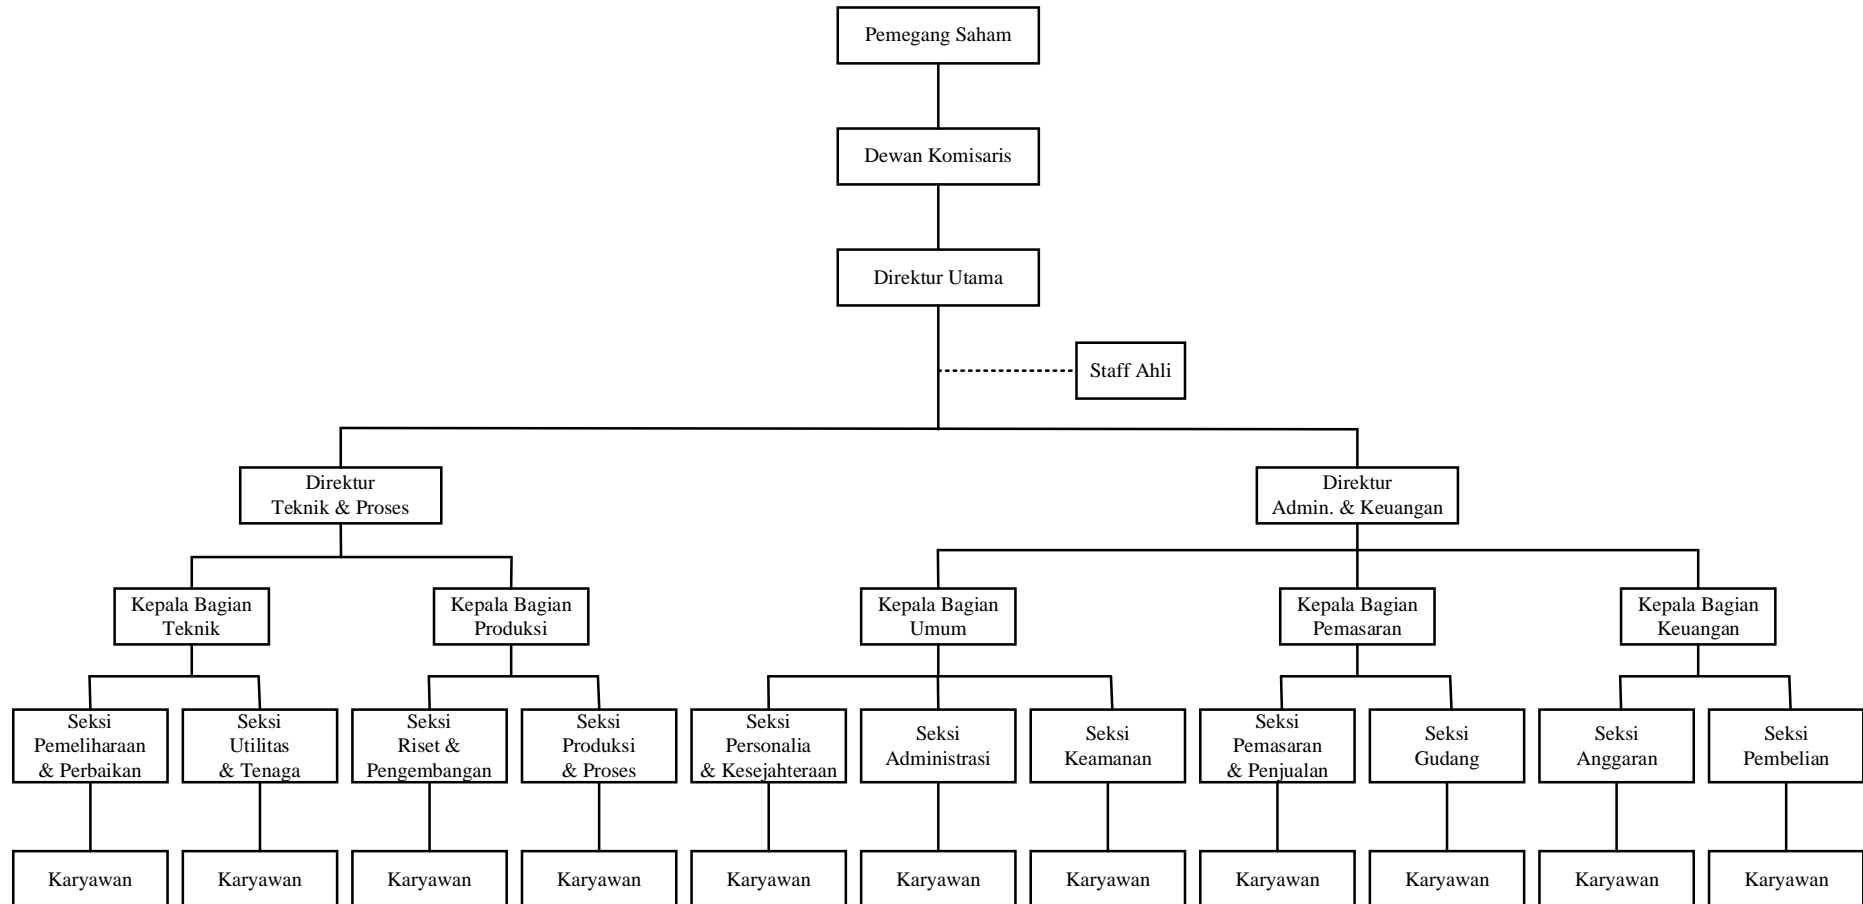 Pemegang Saham
Dewan Komisaris
Direktur Utama
Staff Ahli
Direktur
Teknik & Proses
Direktur
Admin. & Keuangan
Kepala Bagian
Teknik
Kepala Bagian
Produksi
Kepala Bagian
Umum
Kepala Bagian
Pemasaran
Kepala Bagian
Keuangan
Seksi
Pemeliharaan
& Perbaikan
Seksi
Utilitas
& Tenaga
Seksi
Riset &
Pengembangan
Seksi
Produksi
& Proses
Seksi
Personalia
& Kesejahteraan
Seksi
Administrasi
Seksi
Keamanan
Seksi
Pemasaran
& Penjualan
Seksi
Gudang
Seksi
Anggaran
Seksi
Pembelian
Karyawan
Karyawan
Karyawan
Karyawan
Karyawan
Karyawan
Karyawan
Karyawan
Karyawan
Karyawan
Karyawan